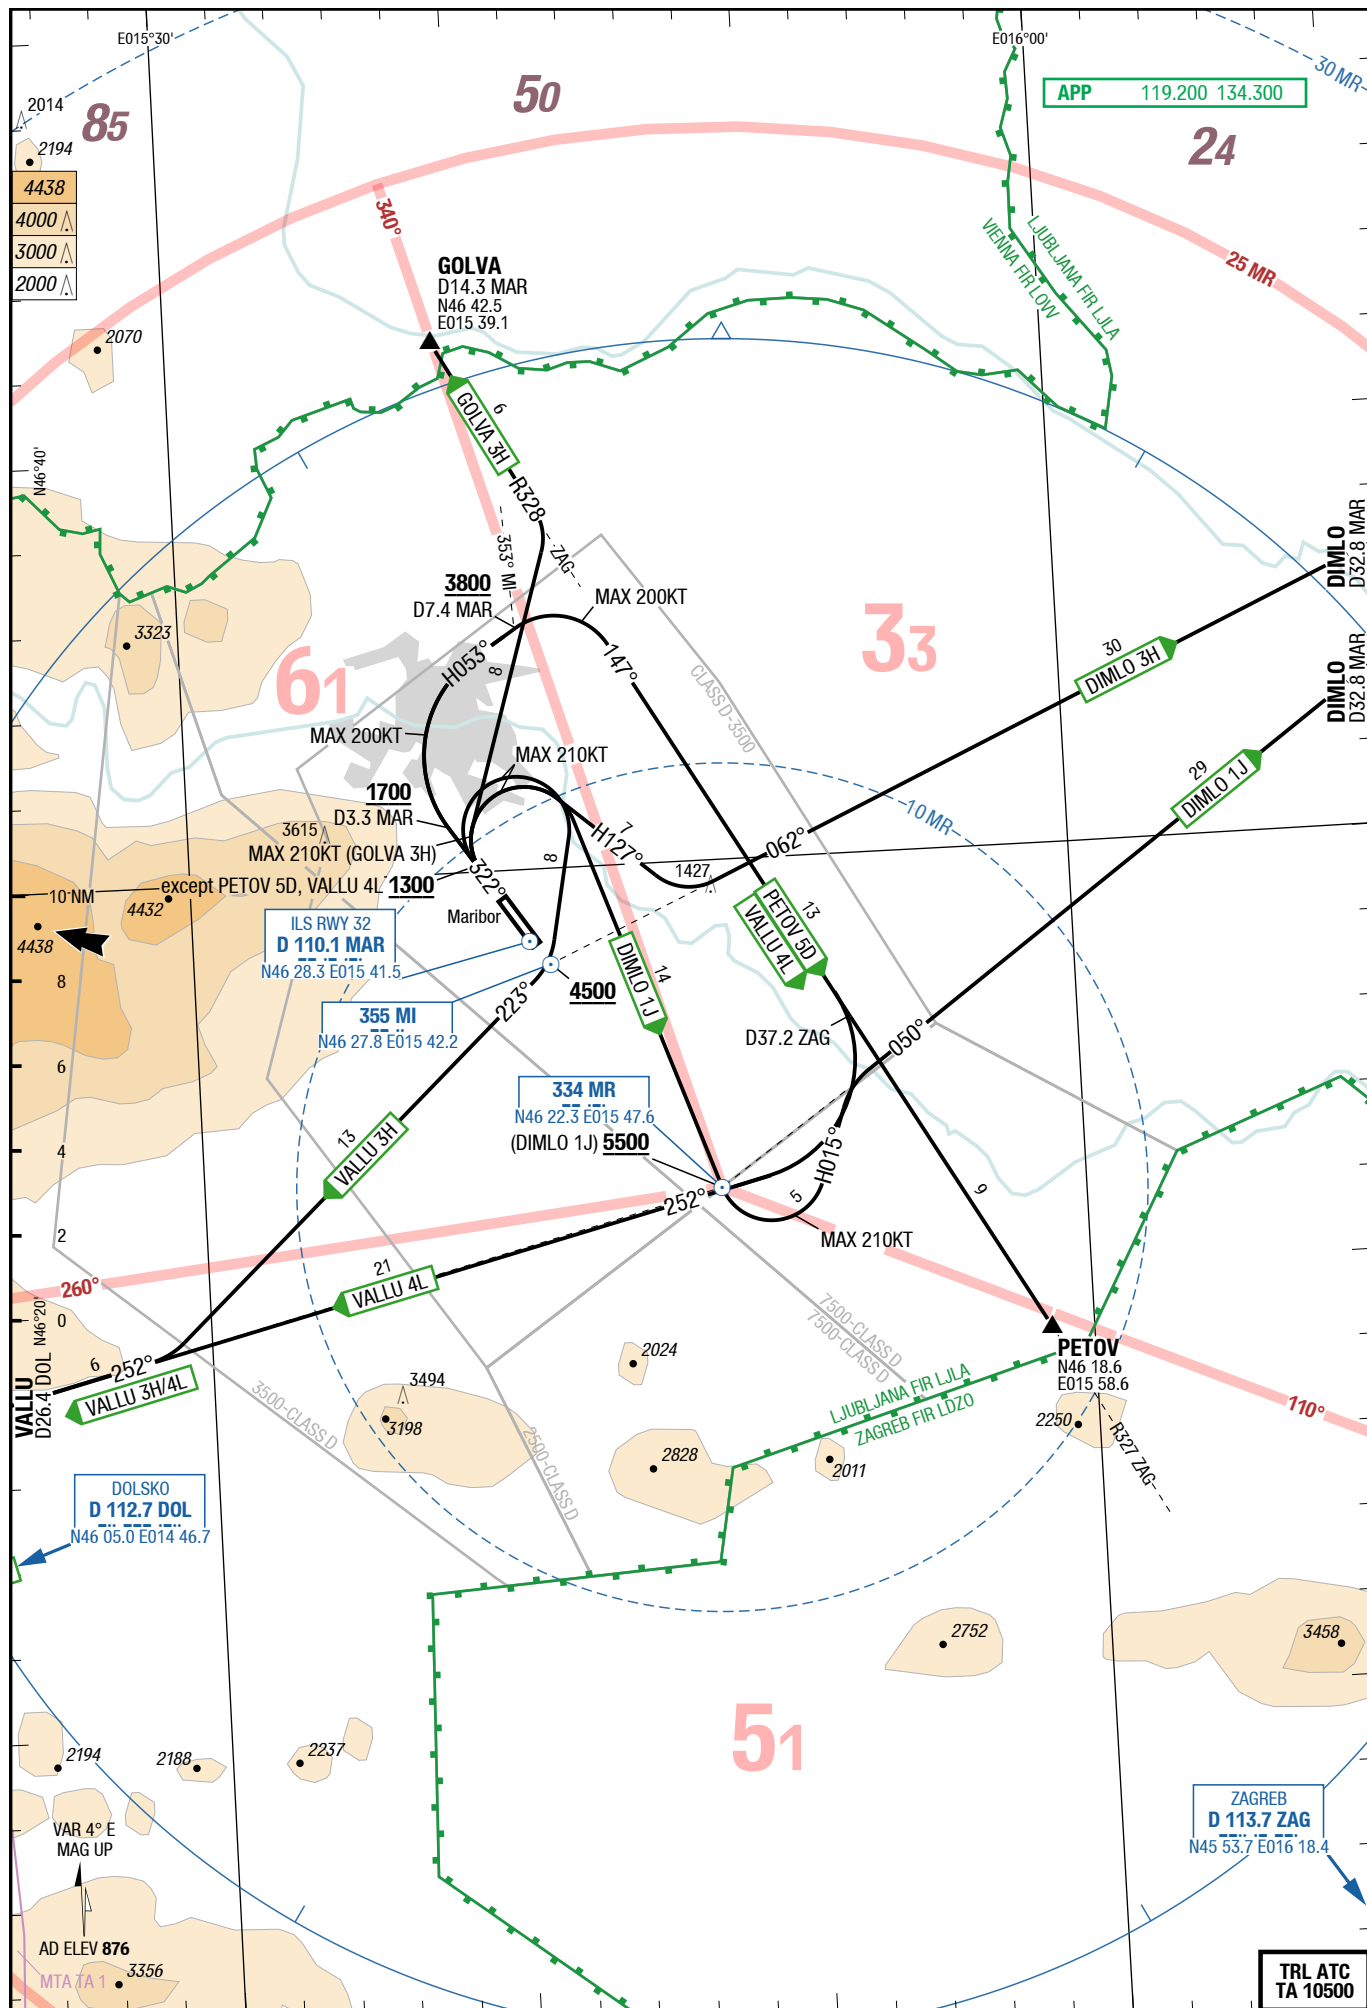 E015°30'
E016°00'
30 MR
APP 119.200 134.300
85
50
24
2014
2194
4438
4000
3000
2000
340°
25 MR
LJUBLJANA FIR LJLA
VIENNA FIR LOW
GOLVA
D14.3 MAR
N46 42.5
E015 39.1
2070
6
GOLVA 3H
R328
N46°40'
353° MI
ZAG
3800
D7.4 MAR
MAX 200KT
DIMLO
D32.8 MAR
3323
61
33
H053°
8
147°
CLASS D-3500
30
DIMLO 3H
DIMLO
D32.8 MAR
MAX 200KT
MAX 210KT
1700
D3.3 MAR
3615
MAX 210KT (GOLVA 3H)
29
DIMLO 1J
10 MR
7
H127°
062°
8
1427
322°
except PETOV 5D, VALLU 4L 1300
10 NM
4432
4438
Maribor
ILS RWY 32
D 110.1 MAR
N46 28.3 E015 41.5
13
PETOV 5D
VALLU 4L
14
DIMLO 1J
8
355 MI
N46 27.8 E015 42.2
4500
223°
D37.2 ZAG
050°
6
334 MR
N46 22.3 E015 47.6
(DIMLO 1J) 5500
13
VALLU 3H
4
H015°
252°
5
9
MAX 210KT
2
260°
21
VALLU 4L
N46°20'
0
7500-CLASS D
7500-CLASS D
PETOV
N46 18.6
E015 58.6
2024
VALLU
D26.4 DOL
6
252°
VALLU 3H/4L
3494
3198
3500-CLASS D
2500-CLASS D
LJUBLJANA FIR LJLA
ZAGREB FIR LDZO
2250
R327 ZAG
110°
2828
2011
DOLSKO
D 112.7 DOL
N46 05.0 E014 46.7
2752
3458
51
2194
2188
2237
ZAGREB
D 113.7 ZAG
N45 53.7 E016 18.4
VAR 4° E
MAG UP
AD ELEV 876
MTA TA 1
3356
TRL ATC
TA 10500